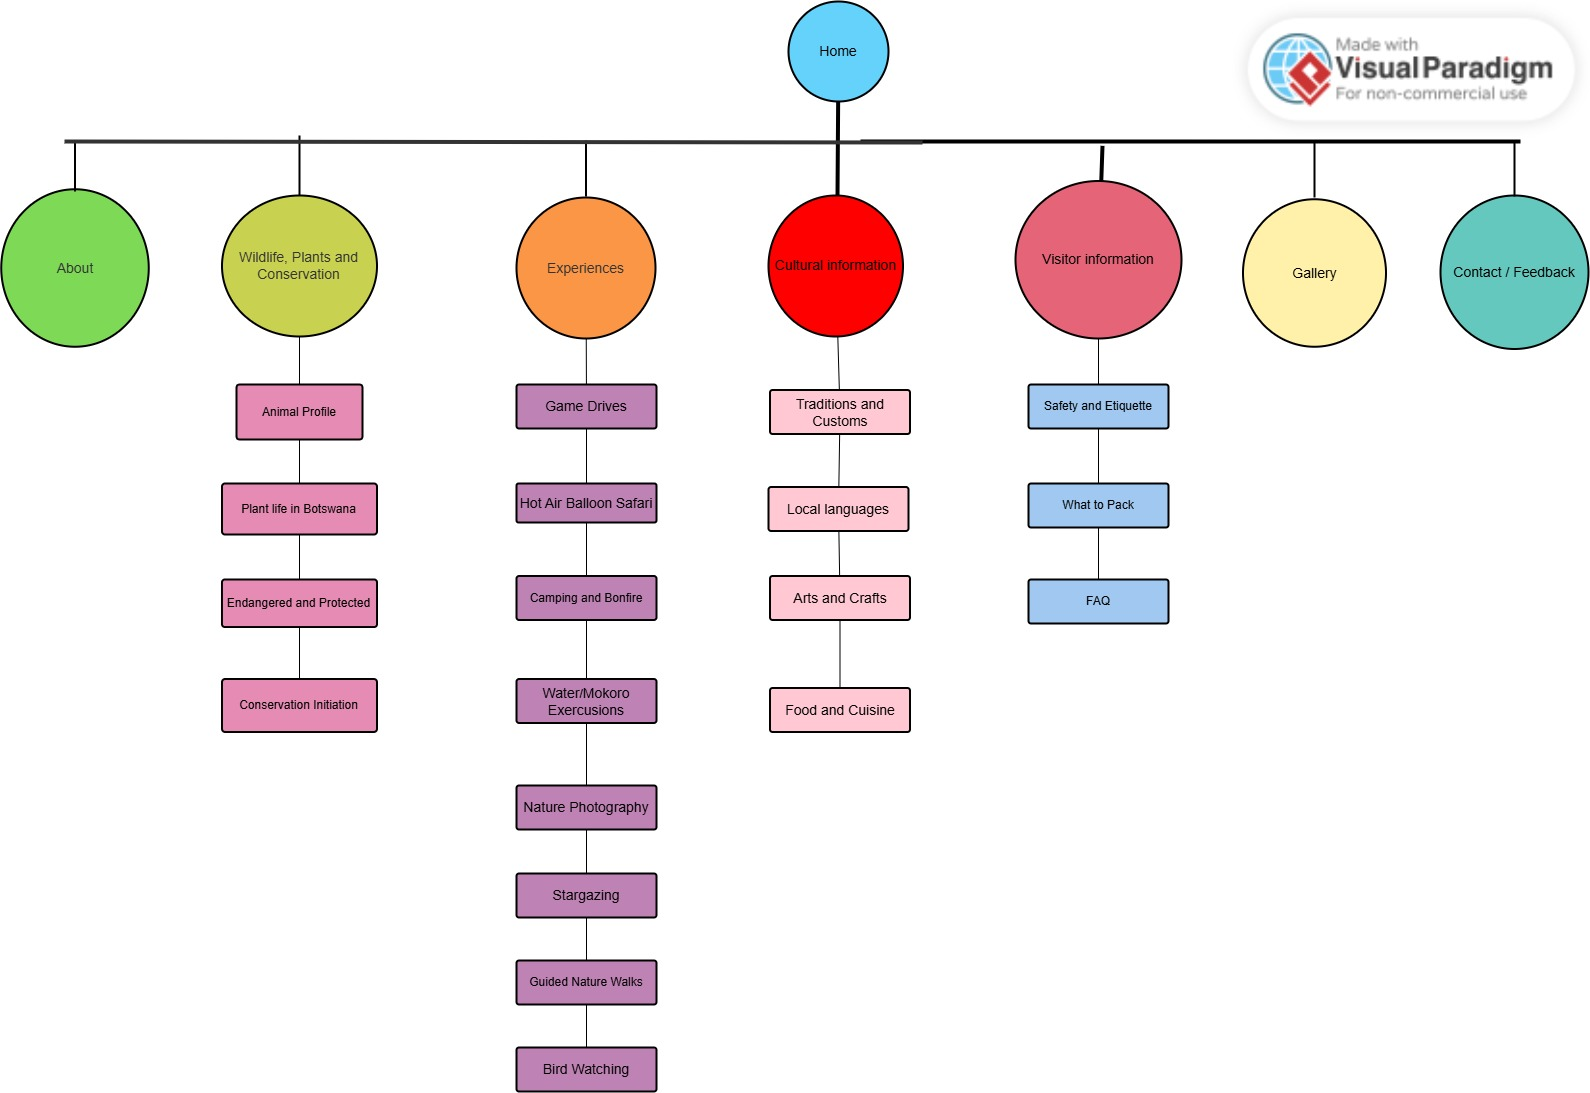 Home
Made with
Visual Paradigm
For non-commercial use
About
Wildlife, Plants and
Conservation
Experiences
Cultural information
Visitor information
Gallery
Contact / Feedback
Animal Profile
Plant life in Botswana
Endangered and Protected
Conservation Initiation
Game Drives
Hot Air Balloon Safari
Camping and Bonfire
Water/Mokoro
Exercusions
Nature Photography
Stargazing
Guided Nature Walks
Bird Watching
Traditions and
Customs
Local languages
Arts and Crafts
Food and Cuisine
Safety and Etiquette
What to Pack
FAQ